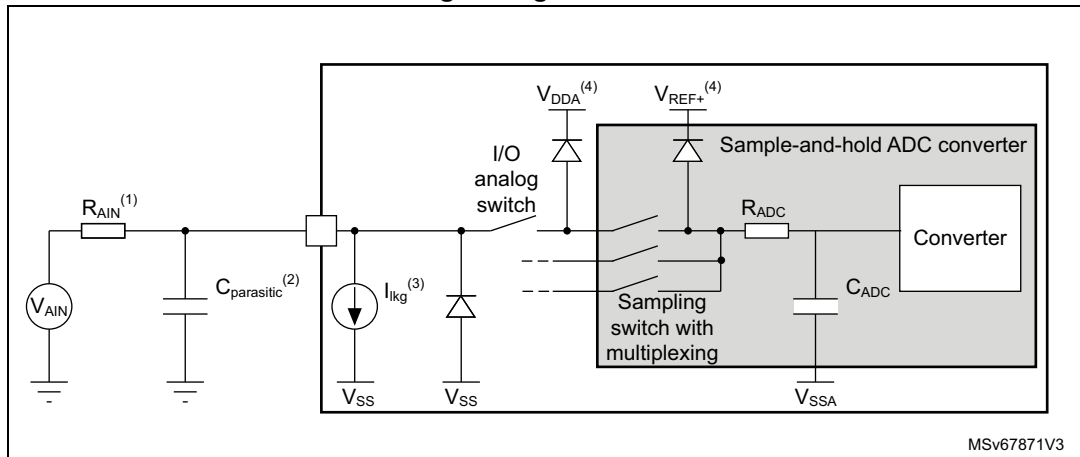 V_DDA^(4)
V_REF+^(4)
Sample-and-hold ADC converter
I/O
analog
switch
R_AIN^(1)
R_ADC
Converter
V_AIN
C_parasitic^(2)
I_lkg^(3)
C_ADC
Sampling
switch with
multiplexing
V_SS
V_SS
V_SSA
MSv67871V3